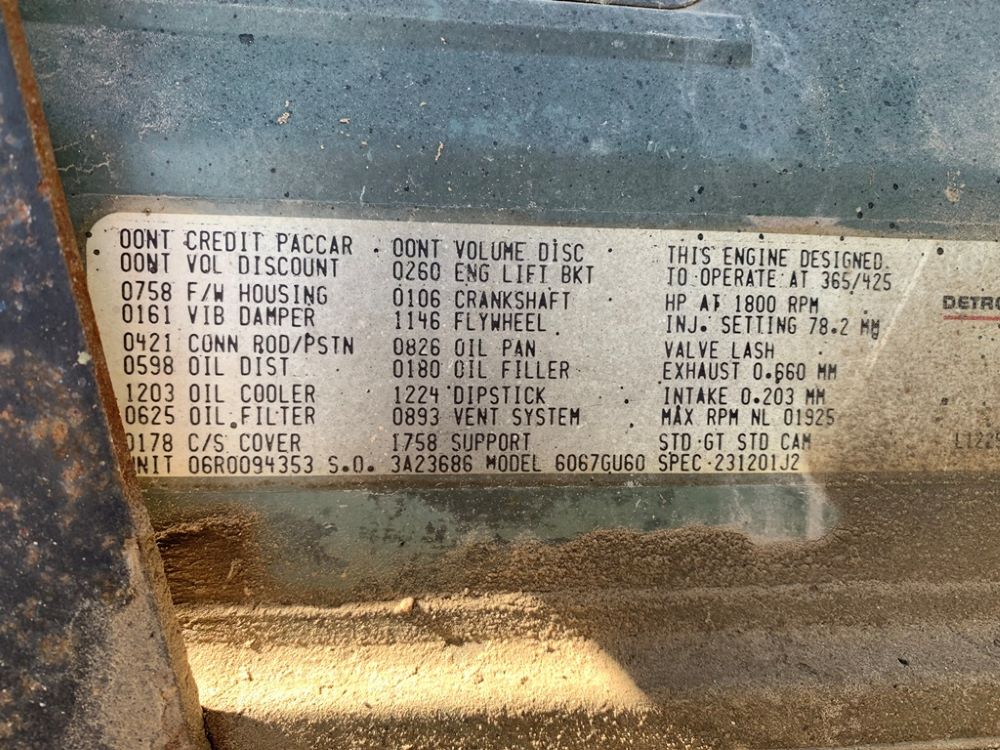 00NT CREDIT PACCAR 00NT VOLUME DISC THIS ENGINE DESIGNED
00NT VOL DISCOUNT 0260 ENG LIFT BKT TO OPERATE AT 365/425
0758 F/W HOUSING 0106 CRANKSHAFT HP AT 1800 RPM
0161 VIB DAMPER 1146 FLYWHEEL INJ. SETTING 78.2 MM
0421 CONN ROD/PSTN 0826 OIL PAN VALVE LASH
0598 OIL DIST 0180 OIL FILLER EXHAUST 0.660 MM
1203 OIL COOLER 1224 DIPSTICK INTAKE 0.203 MM
0625 OIL FILTER 0893 VENT SYSTEM MAX RPM NL 01925
0178 C/S COVER 1758 SUPPORT STD GT STD CAM
UNIT 06R0094353 S.O. 3A23686 MODEL 6067GU60 SPEC 231201J2
DETRO